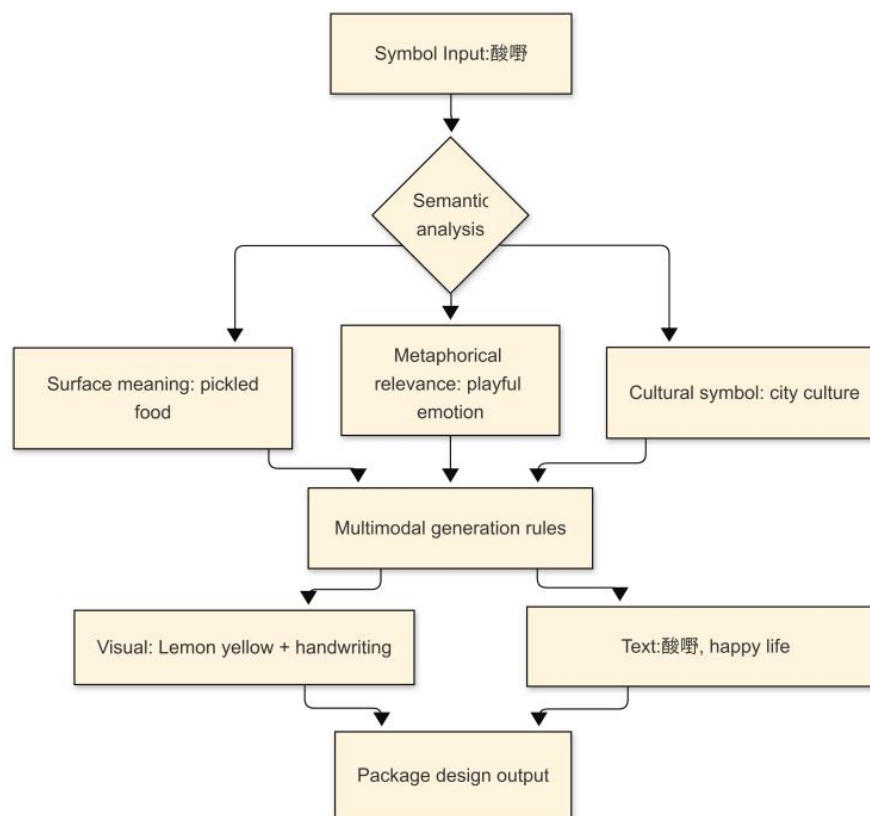 Symbol Input:酸嘢
Semantic
analysis
Surface meaning: pickled
food
Metaphorical
relevance: playful
emotion
Cultural symbol: city culture
Multimodal generation rules
Visual: Lemon yellow + handwriting
Text:酸嘢, happy life
Package design output